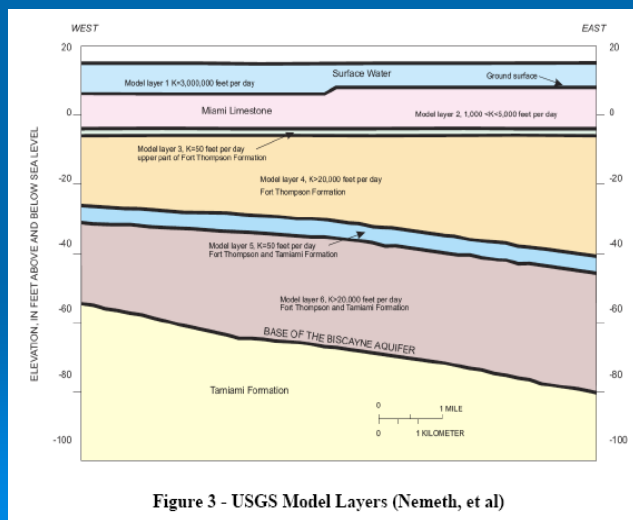 WEST
EAST
20
20
Surface Water
Model layer 1 K=3,000,000 feet per day
Ground surface
Miami Limestone
Model layer 2, 1,000 <K<5,000 feet per day
0
0
Model layer 3, K=50 feet per day
upper part of Fort Thompson Formation
Model layer 4, K>20,000 feet per day
Fort Thompson Formation
-20
-20
-40
-40
Model layer 5, K=50 feet per day
Fort Thompson and Tamiami Formation
Model layer 6, K>20,000 feet per day
Fort Thompson and Tamiami Formation
-60
-60
BASE OF THE BISCAYNE AQUIFER
-80
-80
Tamiami Formation
0 1 MILE
0 1 KILOMETER
-100
-100
ELEVATION, IN FEET ABOVE AND BELOW SEA LEVEL
Figure 3 - USGS Model Layers (Nemeth, et al)